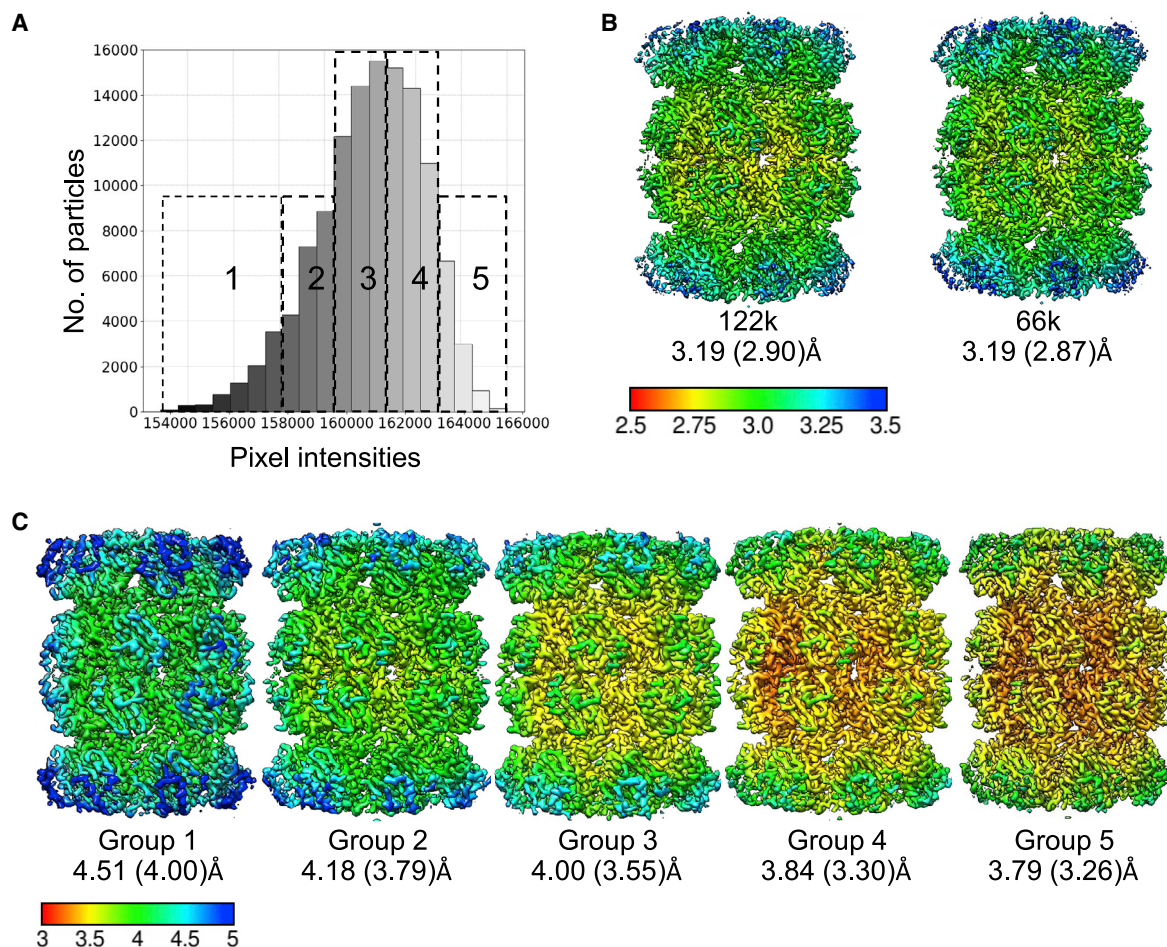 A
16000
14000
12000
10000
8000
6000
4000
2000
0
No. of particles
1
2
3
4
5
154000 156000 158000 160000 162000 164000 166000
Pixel intensities
B
122k
3.19 (2.90)Å
66k
3.19 (2.87)Å
2.5 2.75 3.0 3.25 3.5
C
Group 1
4.51 (4.00)Å
Group 2
4.18 (3.79)Å
Group 3
4.00 (3.55)Å
Group 4
3.84 (3.30)Å
Group 5
3.79 (3.26)Å
3 3.5 4 4.5 5